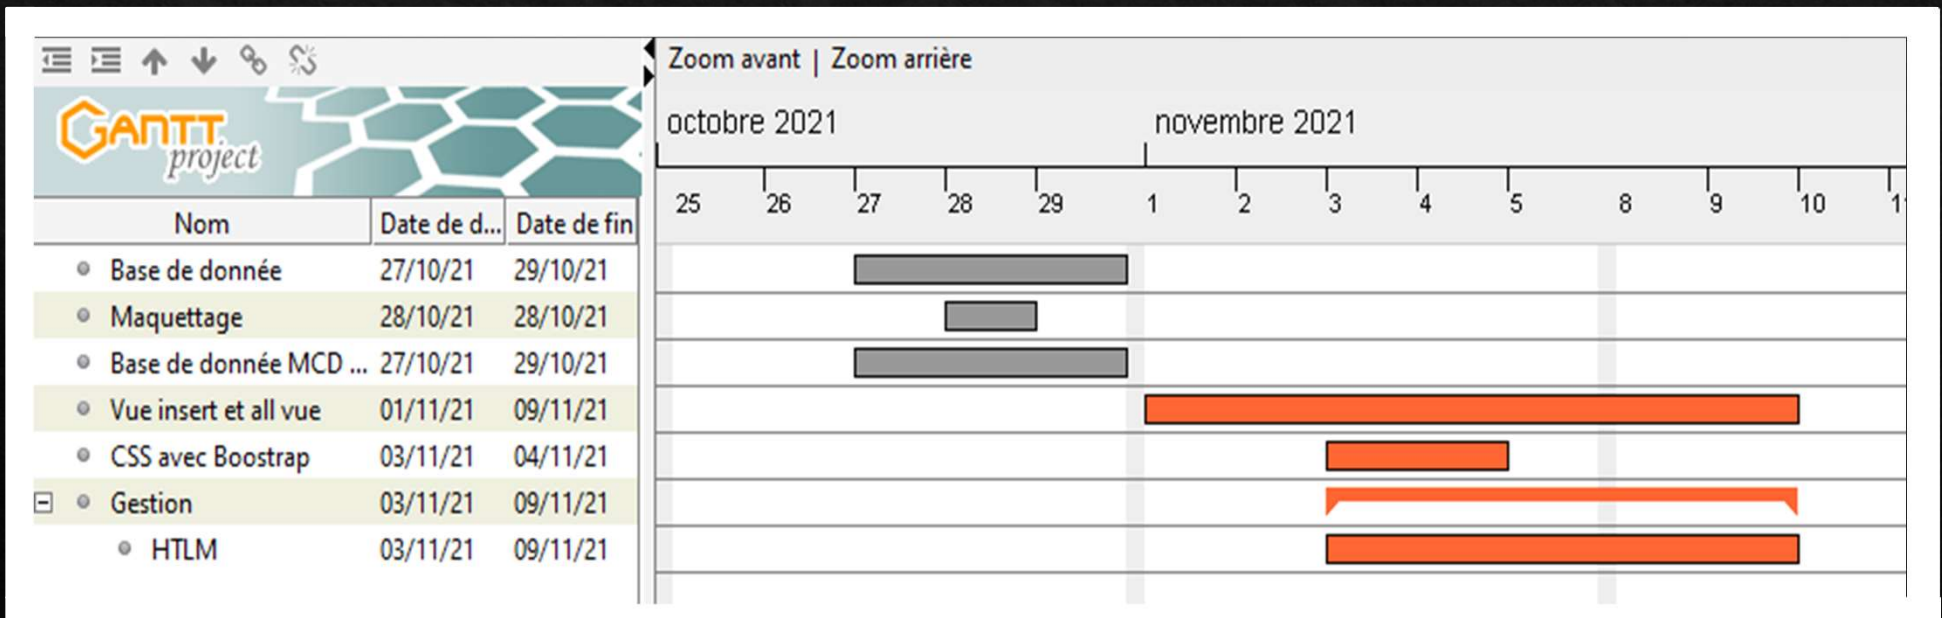 Zoom avant | Zoom arrière
GANTT
project
octobre 2021 novembre 2021
25 26 27 28 29 1 2 3 4 5 8 9 10
Nom Date de d... Date de fin
Base de donnée 27/10/21 29/10/21
Maquettage 28/10/21 28/10/21
Base de donnée MCD ... 27/10/21 29/10/21
Vue insert et all vue 01/11/21 09/11/21
CSS avec Boostrap 03/11/21 04/11/21
Gestion 03/11/21 09/11/21
HTLM 03/11/21 09/11/21